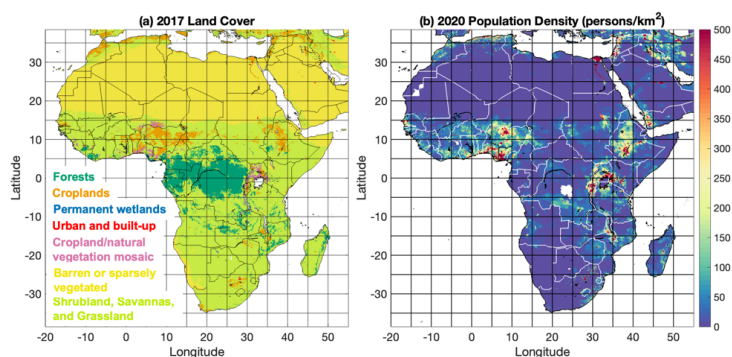 (a) 2017 Land Cover
(b) 2020 Population Density (persons/km²)
30
20
10
0
-10
-20
-30
Latitude
Forests
Croplands
Permanent wetlands
Urban and built-up
Cropland/natural
vegetation mosaic
Barren or sparsely
vegetated
Shrubland, Savannas,
and Grassland
-20 -10 0 10 20 30 40 50
Longitude
30
20
10
0
-10
-20
-30
Latitude
-20 -10 0 10 20 30 40 50
Longitude
500
450
400
350
300
250
200
150
100
50
0